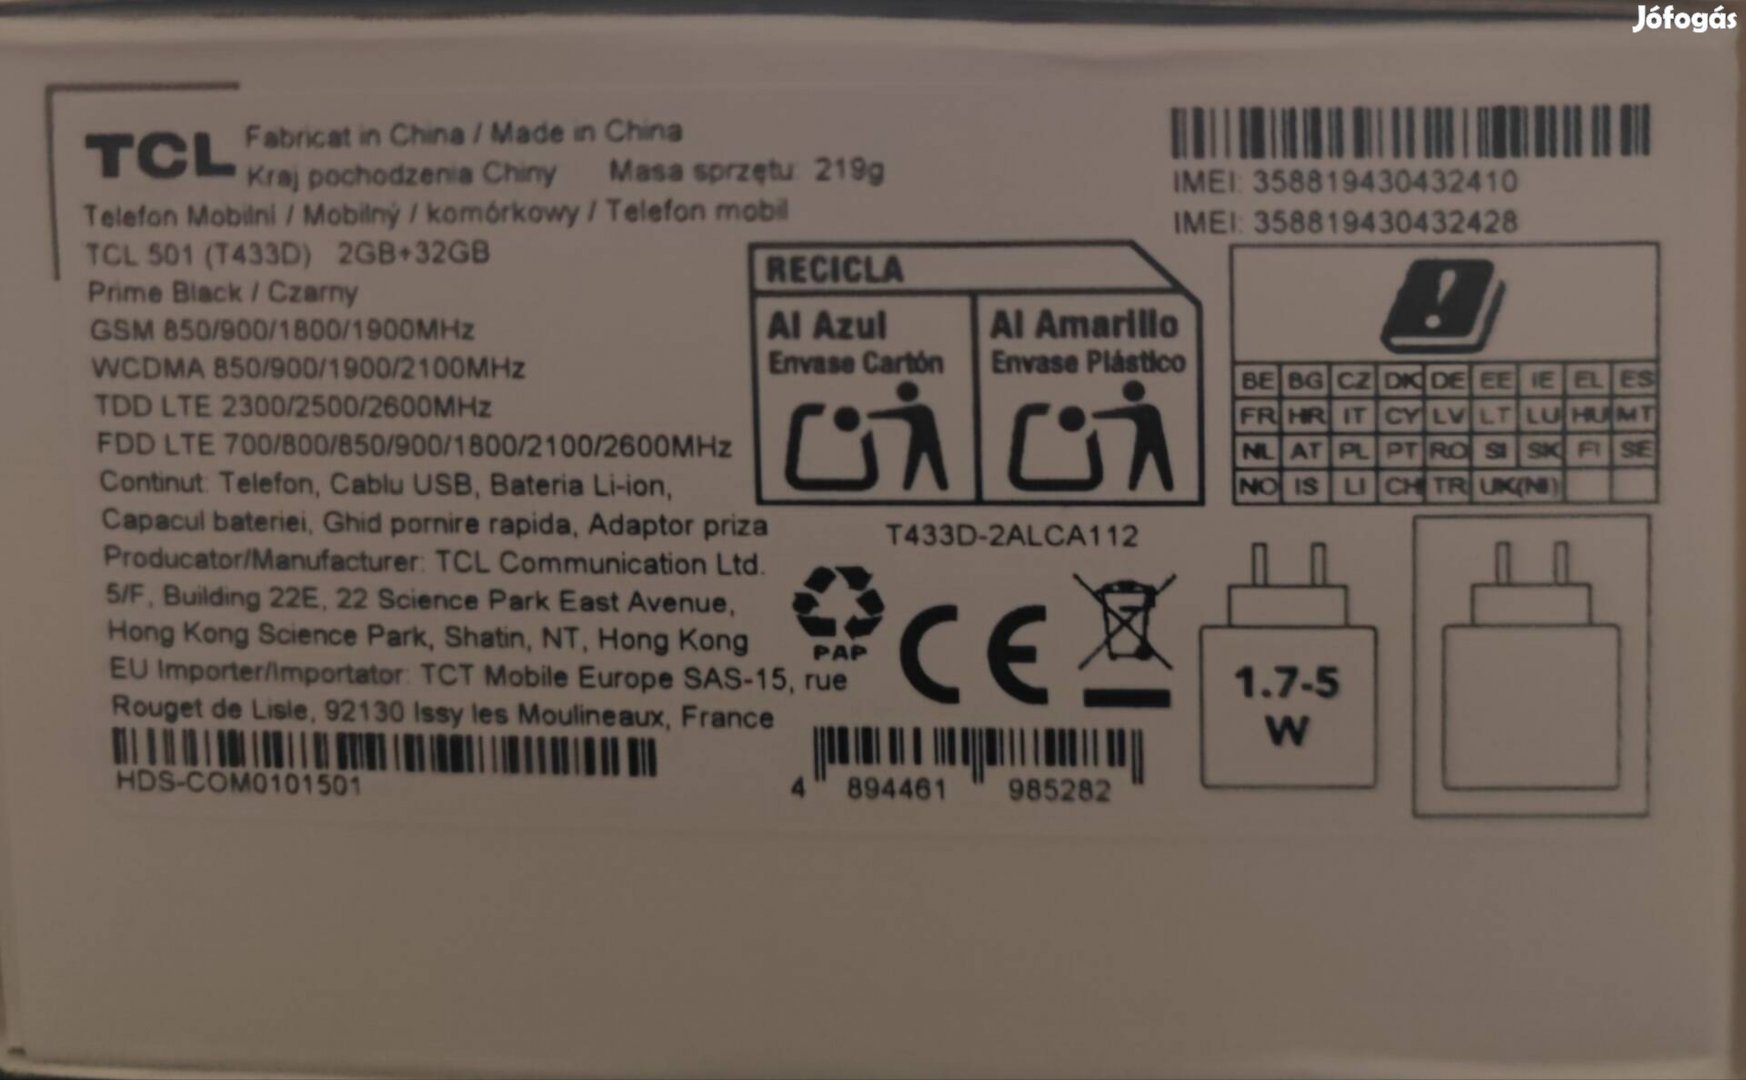 Jófogás
TCL
Fabricat in China / Made in China
Kraj pochodzenia Chiny Masa sprzętu: 219g
Telefon Mobilni / Mobilný / komórkowy / Telefon mobil
TCL 501 (T433D) 2GB+32GB
Prime Black / Czarny
GSM 850/900/1800/1900MHz
WCDMA 850/900/1900/2100MHz
TDD LTE 2300/2500/2600MHz
FDD LTE 700/800/850/900/1800/2100/2600MHz
Continut: Telefon, Cablu USB, Bateria Li-ion,
Capacul bateriei, Ghid pornire rapida, Adaptor priza
Producator/Manufacturer: TCL Communication Ltd.
5/F, Building 22E, 22 Science Park East Avenue,
Hong Kong Science Park, Shatin, NT, Hong Kong
EU Importer/Importator: TCT Mobile Europe SAS-15, rue
Rouget de Lisle, 92130 Issy les Moulineaux, France
HDS-COM0101501
IMEI: 358819430432410
IMEI: 358819430432428
RECICLA
Al Azul
Envase Cartón
Al Amarillo
Envase Plástico
T433D-2ALCA112
PAP
CE
4 894461 985282
!
BE BG CZ DK DE EE IE EL ES
FR HR IT CY LV LT LU HU MT
NL AT PL PT RO SI SK FI SE
NO IS LI CH TR UK(NI)
1.7-5
W